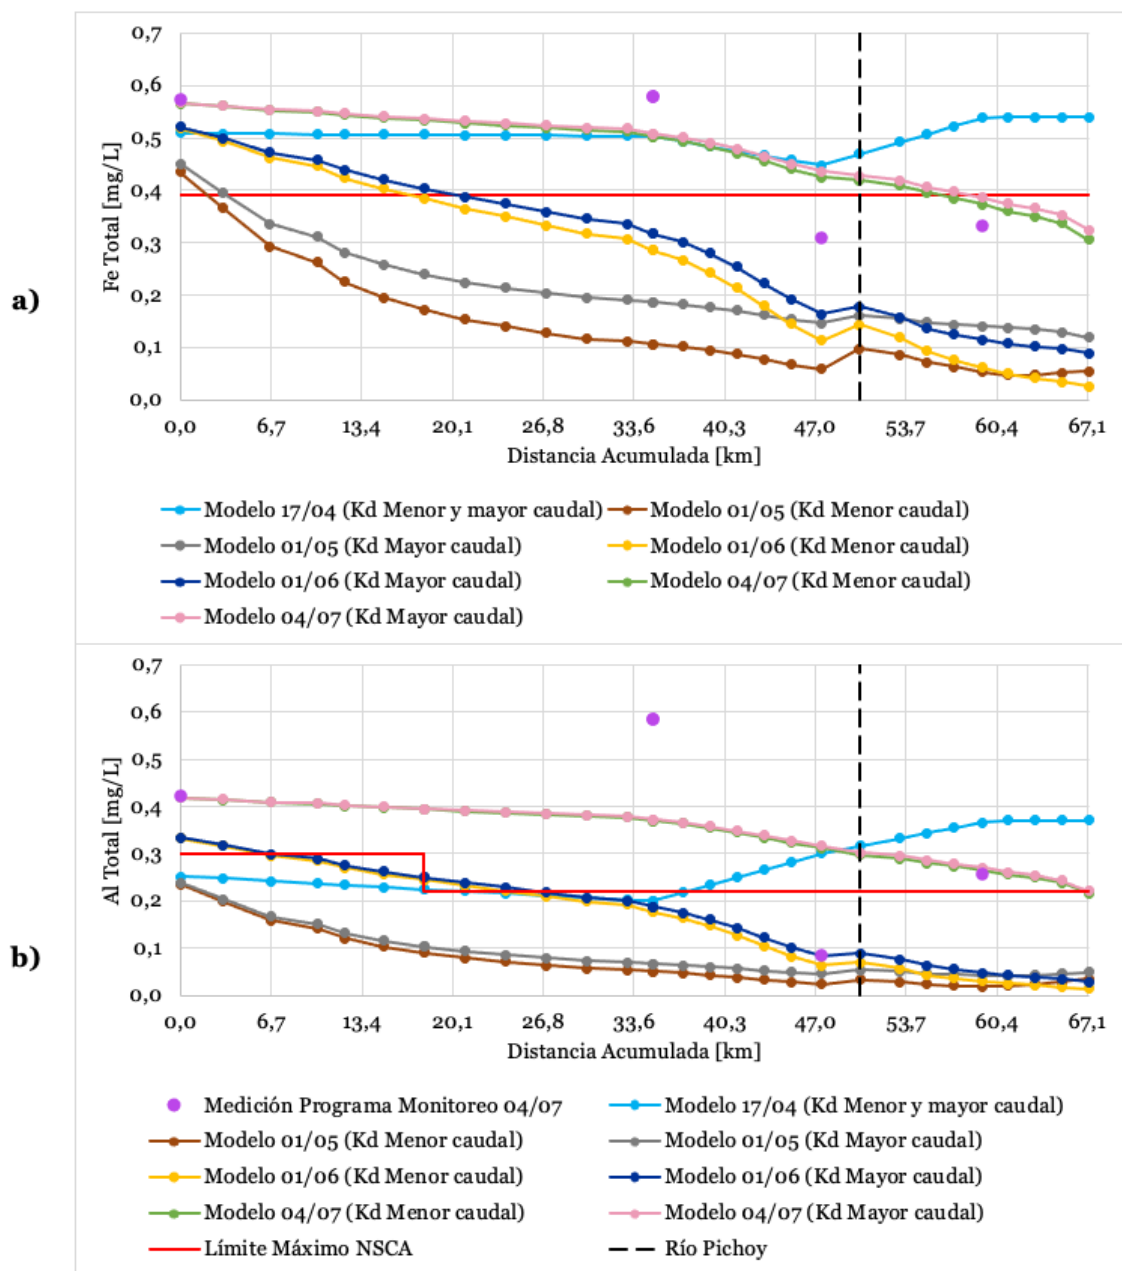 a)
Fe Total [mg/L]
0,7
0,6
0,5
0,4
0,3
0,2
0,1
0,0
0,0 6,7 13,4 20,1 26,8 33,6 40,3 47,0 53,7 60,4 67,1
Distancia Acumulada [km]
Modelo 17/04 (Kd Menor y mayor caudal) Modelo 01/05 (Kd Menor caudal)
Modelo 01/05 (Kd Mayor caudal) Modelo 01/06 (Kd Menor caudal)
Modelo 01/06 (Kd Mayor caudal) Modelo 04/07 (Kd Menor caudal)
Modelo 04/07 (Kd Mayor caudal)
b)
Al Total [mg/L]
0,7
0,6
0,5
0,4
0,3
0,2
0,1
0,0
0,0 6,7 13,4 20,1 26,8 33,6 40,3 47,0 53,7 60,4 67,1
Distancia Acumulada [km]
Medición Programa Monitoreo 04/07 Modelo 17/04 (Kd Menor y mayor caudal)
Modelo 01/05 (Kd Menor caudal) Modelo 01/05 (Kd Mayor caudal)
Modelo 01/06 (Kd Menor caudal) Modelo 01/06 (Kd Mayor caudal)
Modelo 04/07 (Kd Menor caudal) Modelo 04/07 (Kd Mayor caudal)
Límite Máximo NSCA Río Pichoy